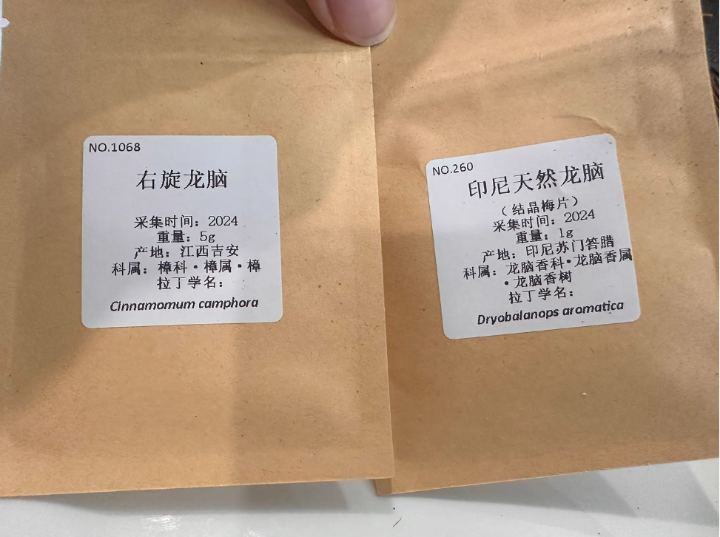 NO.1068
右旋龙脑
采集时间：2024
重量：5g
产地：江西吉安
科属：樟科·樟属·樟
拉丁学名：
Cinnamomum camphora
NO.260
印尼天然龙脑
（结晶梅片）
采集时间：2024
重量：1g
产地：印尼苏门答腊
科属：龙脑香科·龙脑香属
·龙脑香树
拉丁学名：
Dryobalanops aromatica